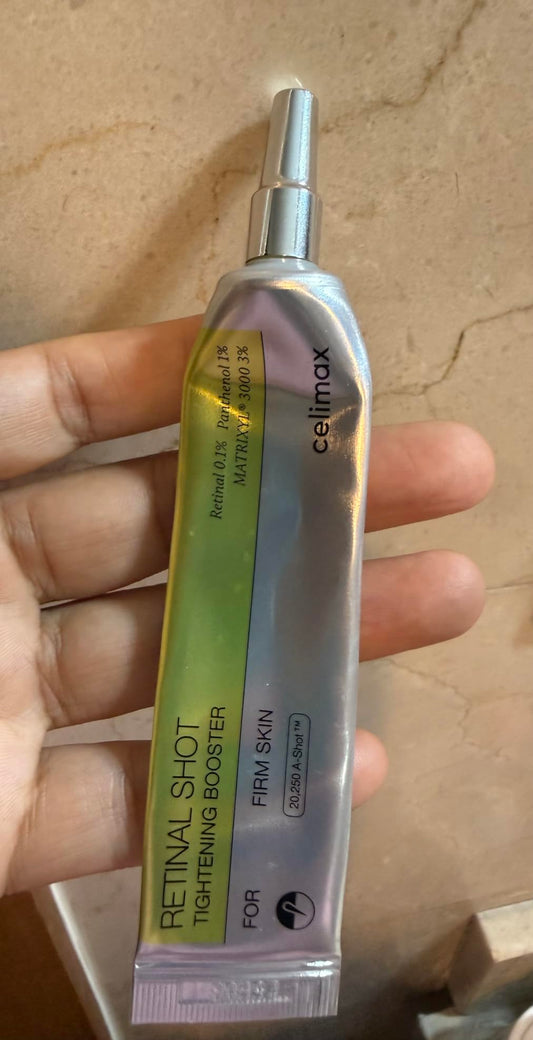 celimax
Retinal 0.1% Panthenol 1%
MATRIXYL® 3000 3%
RETINAL SHOT
TIGHTENING BOOSTER
FOR FIRM SKIN
20,250 A-Shot™